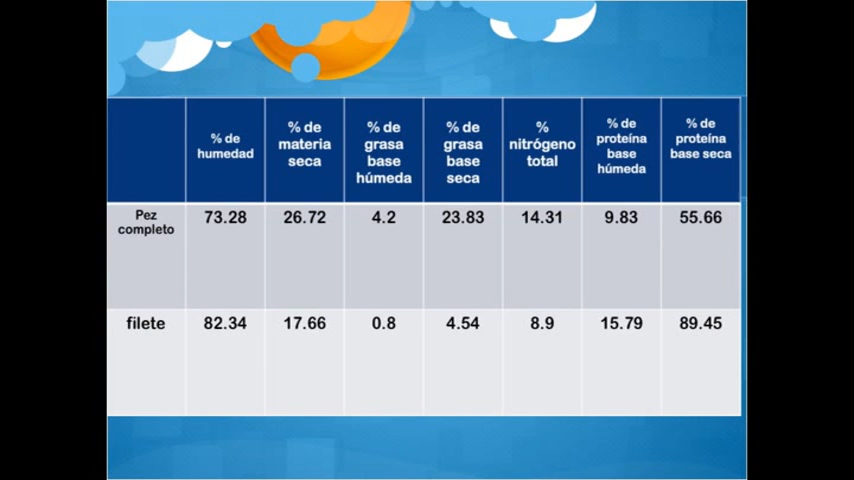 % de humedad
% de materia seca
% de grasa base húmeda
% de grasa base seca
% nitrógeno total
% de proteína base húmeda
% de proteína base seca
Pez completo
73.28
26.72
4.2
23.83
14.31
9.83
55.66
filete
82.34
17.66
0.8
4.54
8.9
15.79
89.45